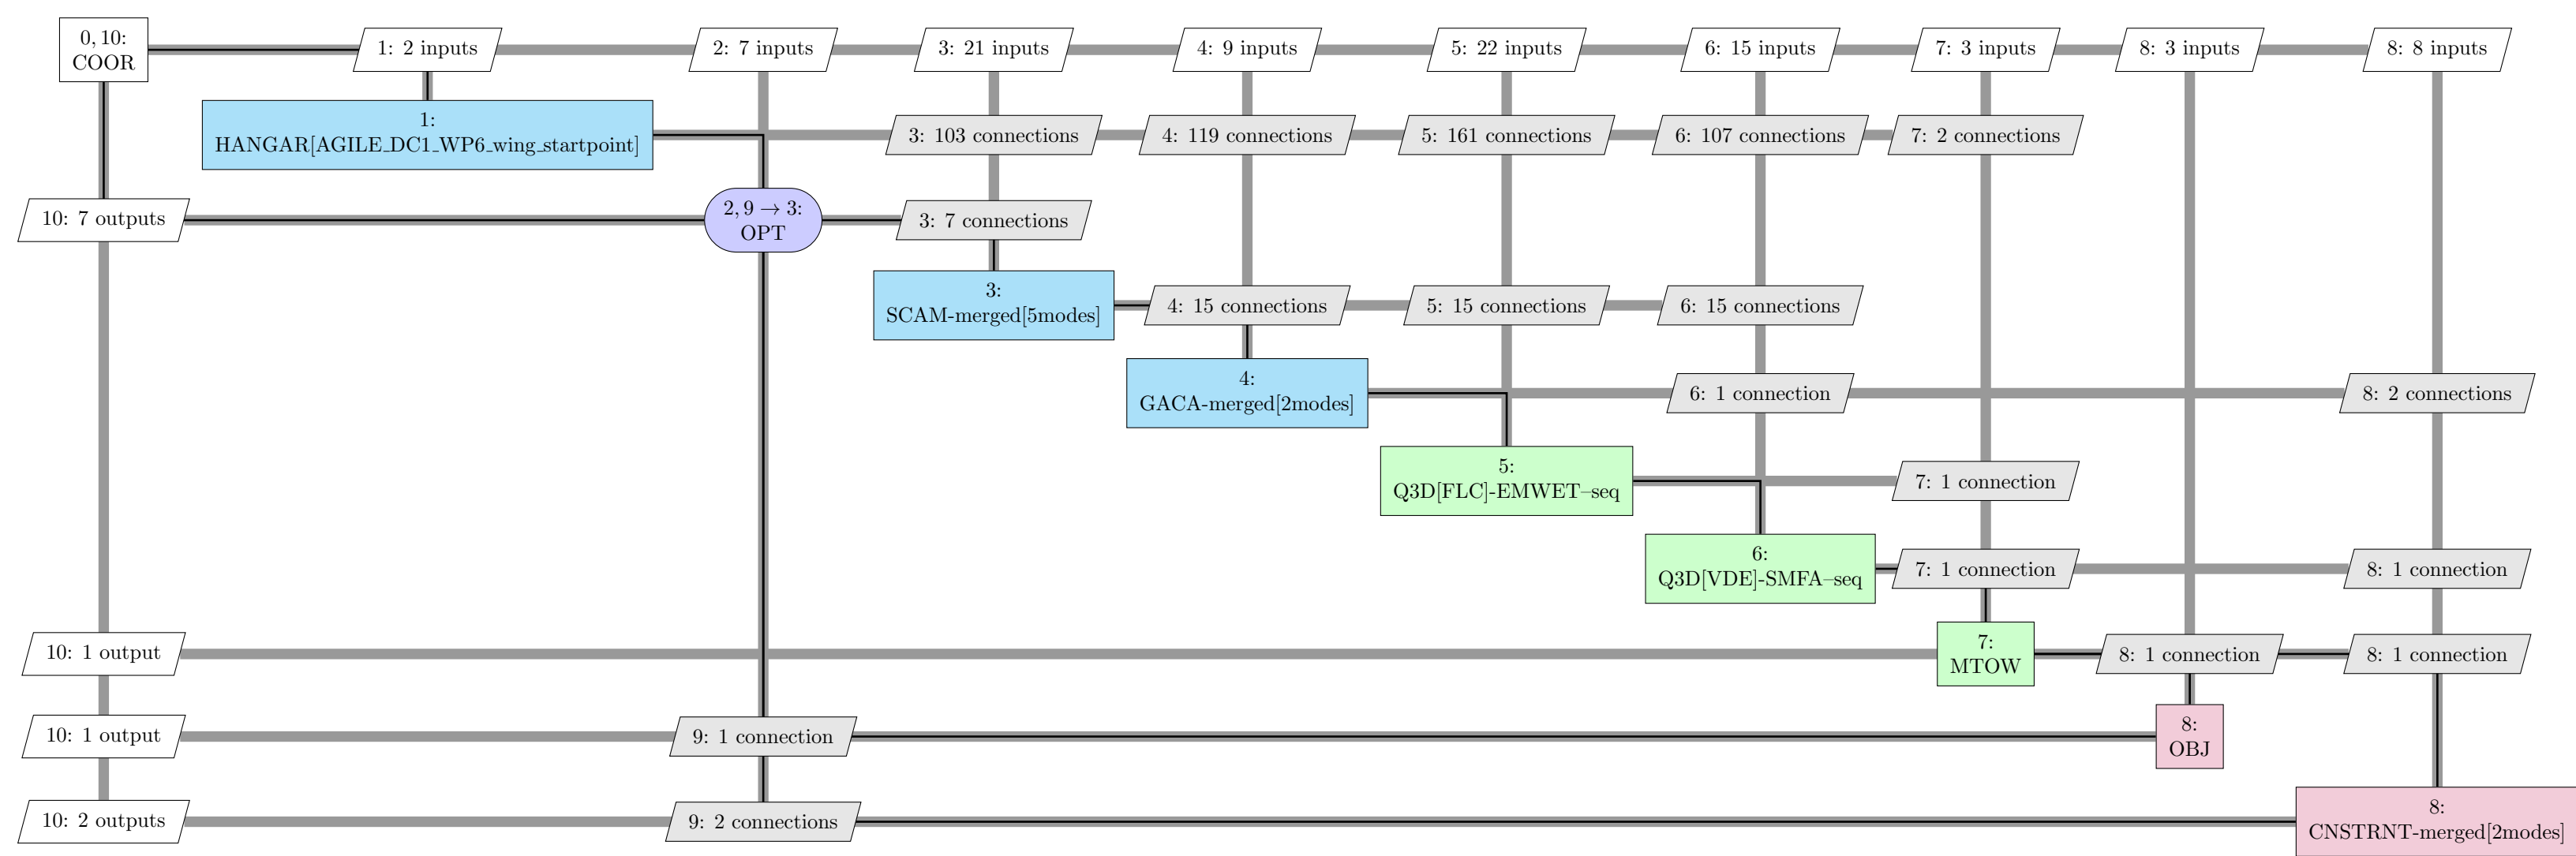 0, 10:
COOR
1: 2 inputs
2: 7 inputs
3: 21 inputs
4: 9 inputs
5: 22 inputs
6: 15 inputs
7: 3 inputs
8: 3 inputs
8: 8 inputs
1:
HANGAR[AGILE_DC1_WP6_wing_startpoint]
3: 103 connections
4: 119 connections
5: 161 connections
6: 107 connections
7: 2 connections
10: 7 outputs
2, 9 → 3:
OPT
3: 7 connections
3:
SCAM-merged[5modes]
4: 15 connections
5: 15 connections
6: 15 connections
4:
GACA-merged[2modes]
6: 1 connection
8: 2 connections
5:
Q3D[FLC]-EMWET–seq
7: 1 connection
6:
Q3D[VDE]-SMFA–seq
7: 1 connection
8: 1 connection
10: 1 output
7:
MTOW
8: 1 connection
8: 1 connection
10: 1 output
9: 1 connection
8:
OBJ
10: 2 outputs
9: 2 connections
8:
CNSTRNT-merged[2modes]